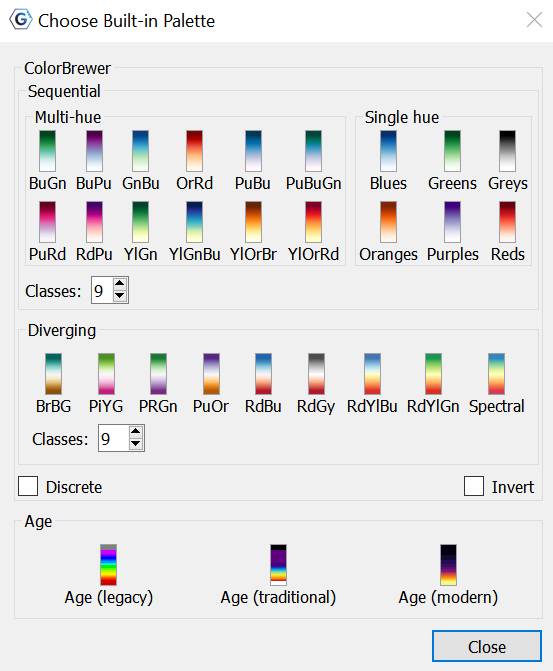 Choose Built-in Palette
ColorBrewer
Sequential
Multi-hue
BuGn BuPu GnBu OrRd PuBu PuBuGn
PuRd RdPu YlGn YlGnBu YlOrBr YlOrRd
Single hue
Blues Greens Greys
Oranges Purples Reds
Classes: 9
Diverging
BrBG PiYG PRGn PuOr RdBu RdGy RdYlBu RdYlGn Spectral
Classes: 9
Discrete Invert
Age
Age (legacy) Age (traditional) Age (modern)
Close